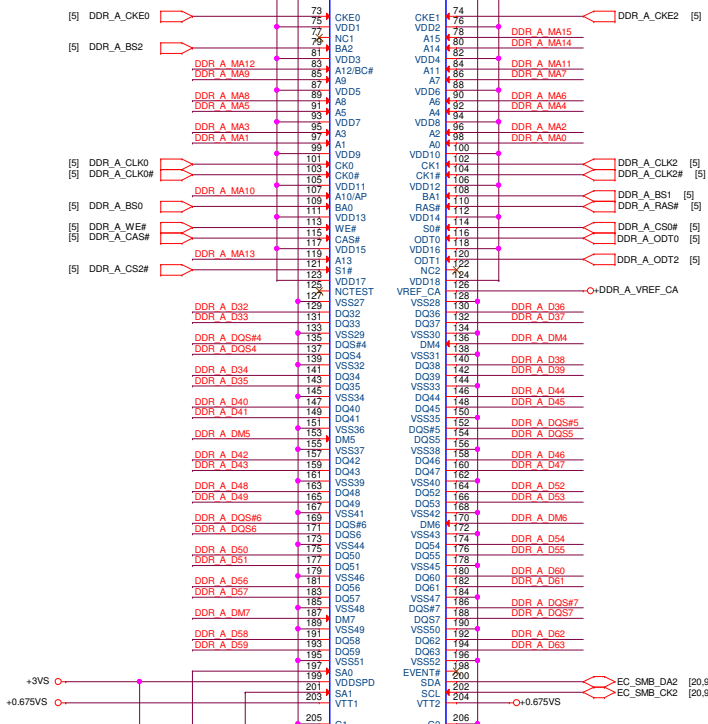 [5] DDR_A_CKE0 73 CKE0 CKE1 74 DDR_A_CKE2 [5]
75 VDD1 VDD2 76
77 NC1 A15 78 DDR_A_MA15
[5] DDR_A_BS2 79 BA2 A14 80 DDR_A_MA14
81 VDD3 VDD4 82
DDR_A_MA12 83 A12/BC# A11 84 DDR_A_MA11
DDR_A_MA9 85 A9 A7 86 DDR_A_MA7
87 VDD5 VDD6 88
DDR_A_MA8 89 A8 A6 90 DDR_A_MA6
DDR_A_MA5 91 A5 A4 92 DDR_A_MA4
93 VDD7 VDD8 94
DDR_A_MA3 95 A3 A2 96 DDR_A_MA2
DDR_A_MA1 97 A1 A0 98 DDR_A_MA0
99 VDD9 VDD10 100
[5] DDR_A_CLK0 101 CK0 CK1 102 DDR_A_CLK2 [5]
[5] DDR_A_CLK0# 103 CK0# CK1# 104 DDR_A_CLK2# [5]
105 VDD11 VDD12 106
DDR_A_MA10 107 A10/AP BA1 108 DDR_A_BS1 [5]
[5] DDR_A_BS0 109 BA0 RAS# 110 DDR_A_RAS# [5]
111 VDD13 VDD14 112
[5] DDR_A_WE# 113 WE# S0# 114 DDR_A_CS0# [5]
[5] DDR_A_CAS# 115 CAS# ODT0 116 DDR_A_ODT0 [5]
117 VDD15 VDD16 118
DDR_A_MA13 119 A13 ODT1 120 DDR_A_ODT2 [5]
[5] DDR_A_CS2# 121 S1# NC2 122
123 VDD17 VDD18 124
125 NCTEST VREF_CA 126 +DDR_A_VREF_CA
127 VSS27 VSS28 128
DDR_A_D32 129 DQ32 DQ36 130 DDR_A_D36
DDR_A_D33 131 DQ33 DQ37 132 DDR_A_D37
133 VSS29 VSS30 134
DDR_A_DQS#4 135 DQS#4 DM4 136 DDR_A_DM4
DDR_A_DQS4 137 DQS4 VSS31 138
139 VSS32 DQ38 140 DDR_A_D38
DDR_A_D34 141 DQ34 DQ39 142 DDR_A_D39
DDR_A_D35 143 DQ35 VSS33 144
145 VSS34 DQ44 146 DDR_A_D44
DDR_A_D40 147 DQ40 DQ45 148 DDR_A_D45
DDR_A_D41 149 DQ41 VSS35 150
151 VSS36 DQS#5 152 DDR_A_DQS#5
DDR_A_DM5 153 DM5 DQS5 154 DDR_A_DQS5
155 VSS37 VSS38 156
DDR_A_D42 157 DQ42 DQ46 158 DDR_A_D46
DDR_A_D43 159 DQ43 DQ47 160 DDR_A_D47
161 VSS39 VSS40 162
DDR_A_D48 163 DQ48 DQ52 164 DDR_A_D52
DDR_A_D49 165 DQ49 DQ53 166 DDR_A_D53
167 VSS41 VSS42 168
DDR_A_DQS#6 169 DQS#6 DM6 170 DDR_A_DM6
DDR_A_DQS6 171 DQS6 VSS43 172
173 VSS44 DQ54 174 DDR_A_D54
DDR_A_D50 175 DQ50 DQ55 176 DDR_A_D55
DDR_A_D51 177 DQ51 VSS45 178
179 VSS46 DQ60 180 DDR_A_D60
DDR_A_D56 181 DQ56 DQ61 182 DDR_A_D61
DDR_A_D57 183 DQ57 VSS47 184
185 VSS48 DQS#7 186 DDR_A_DQS#7
DDR_A_DM7 187 DM7 DQS7 188 DDR_A_DQS7
189 VSS49 VSS50 190
DDR_A_D58 191 DQ58 DQ62 192 DDR_A_D62
DDR_A_D59 193 DQ59 DQ63 194 DDR_A_D63
195 VSS51 VSS52 196
197 SA0 EVENT# 198
+3VS 199 VDDSPD SDA 200 EC_SMB_DA2 [20,9
201 SA1 SCL 202 EC_SMB_CK2 [20,9
+0.675VS 203 VTT1 VTT2 204 +0.675VS
205 206